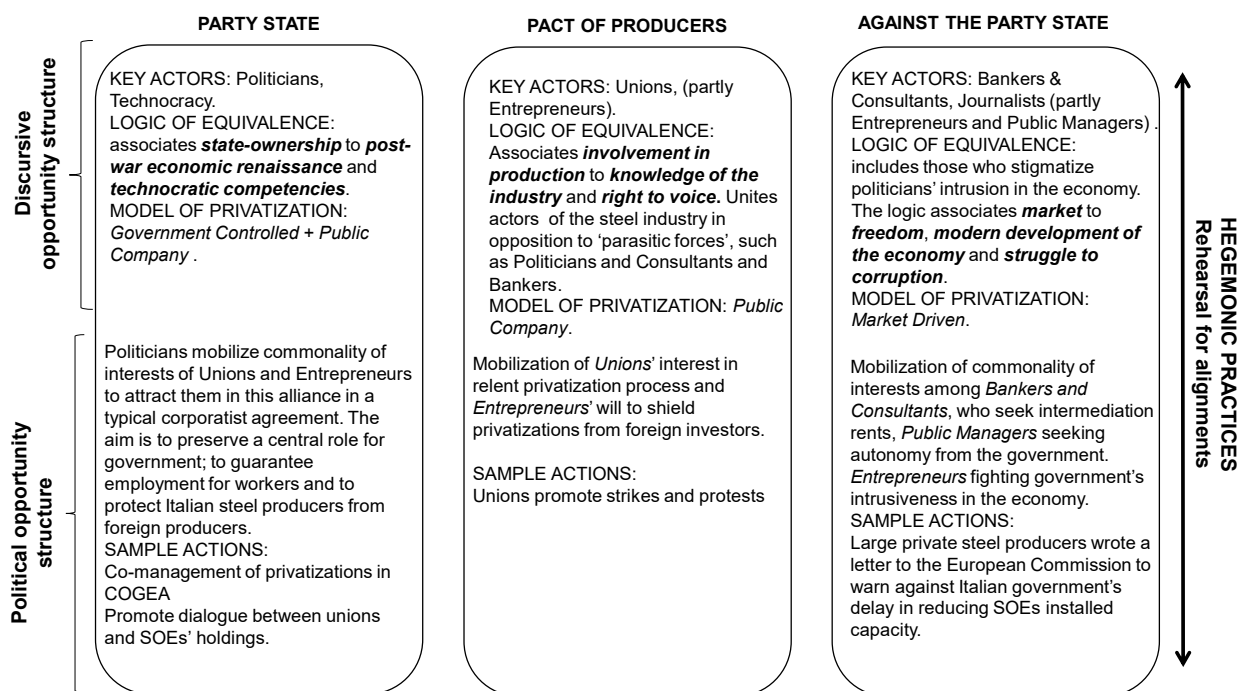 PARTY STATE
PACT OF PRODUCERS
AGAINST THE PARTY STATE
Discursive
opportunity structure
KEY ACTORS: Politicians,
Technocracy.
LOGIC OF EQUIVALENCE:
associates state-ownership to post-
war economic renaissance and
technocratic competencies.
MODEL OF PRIVATIZATION:
Government Controlled + Public
Company .
KEY ACTORS: Unions, (partly
Entrepreneurs).
LOGIC OF EQUIVALENCE:
Associates involvement in
production to knowledge of the
industry and right to voice. Unites
actors of the steel industry in
opposition to ‘parasitic forces’, such
as Politicians and Consultants and
Bankers.
MODEL OF PRIVATIZATION: Public
Company.
KEY ACTORS: Bankers &
Consultants, Journalists (partly
Entrepreneurs and Public Managers) .
LOGIC OF EQUIVALENCE:
includes those who stigmatize
politicians’ intrusion in the economy.
The logic associates market to
freedom, modern development of
the economy and struggle to
corruption.
MODEL OF PRIVATIZATION:
Market Driven.
Political opportunity
structure
Politicians mobilize commonality of
interests of Unions and Entrepreneurs
to attract them in this alliance in a
typical corporatist agreement. The
aim is to preserve a central role for
government; to guarantee
employment for workers and to
protect Italian steel producers from
foreign producers.
SAMPLE ACTIONS:
Co-management of privatizations in
COGEA
Promote dialogue between unions
and SOEs’ holdings.
Mobilization of Unions’ interest in
relent privatization process and
Entrepreneurs’ will to shield
privatizations from foreign investors.
SAMPLE ACTIONS:
Unions promote strikes and protests
Mobilization of commonality of
interests among Bankers and
Consultants, who seek intermediation
rents, Public Managers seeking
autonomy from the government.
Entrepreneurs fighting government’s
intrusiveness in the economy.
SAMPLE ACTIONS:
Large private steel producers wrote a
letter to the European Commission to
warn against Italian government’s
delay in reducing SOEs installed
capacity.
HEGEMONIC PRACTICES
Rehearsal for alignments